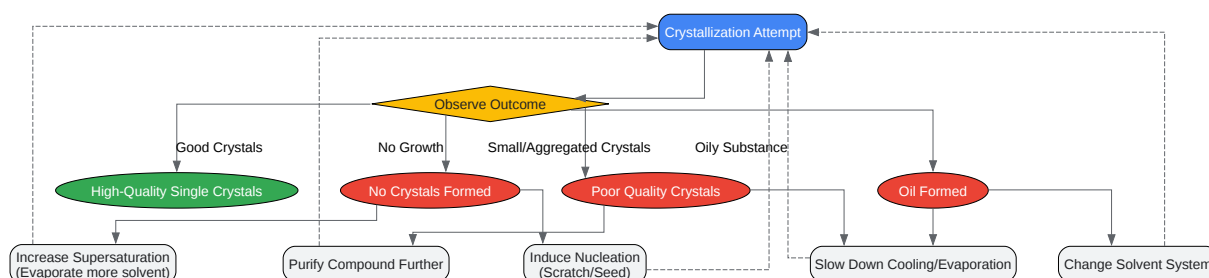 Crystallization Attempt
Observe Outcome
Good Crystals
No Growth
Small/Aggregated Crystals
Oily Substance
High-Quality Single Crystals
No Crystals Formed
Poor Quality Crystals
Oil Formed
Increase Supersaturation
(Evaporate more solvent)
Purify Compound Further
Induce Nucleation
(Scratch/Seed)
Slow Down Cooling/Evaporation
Change Solvent System